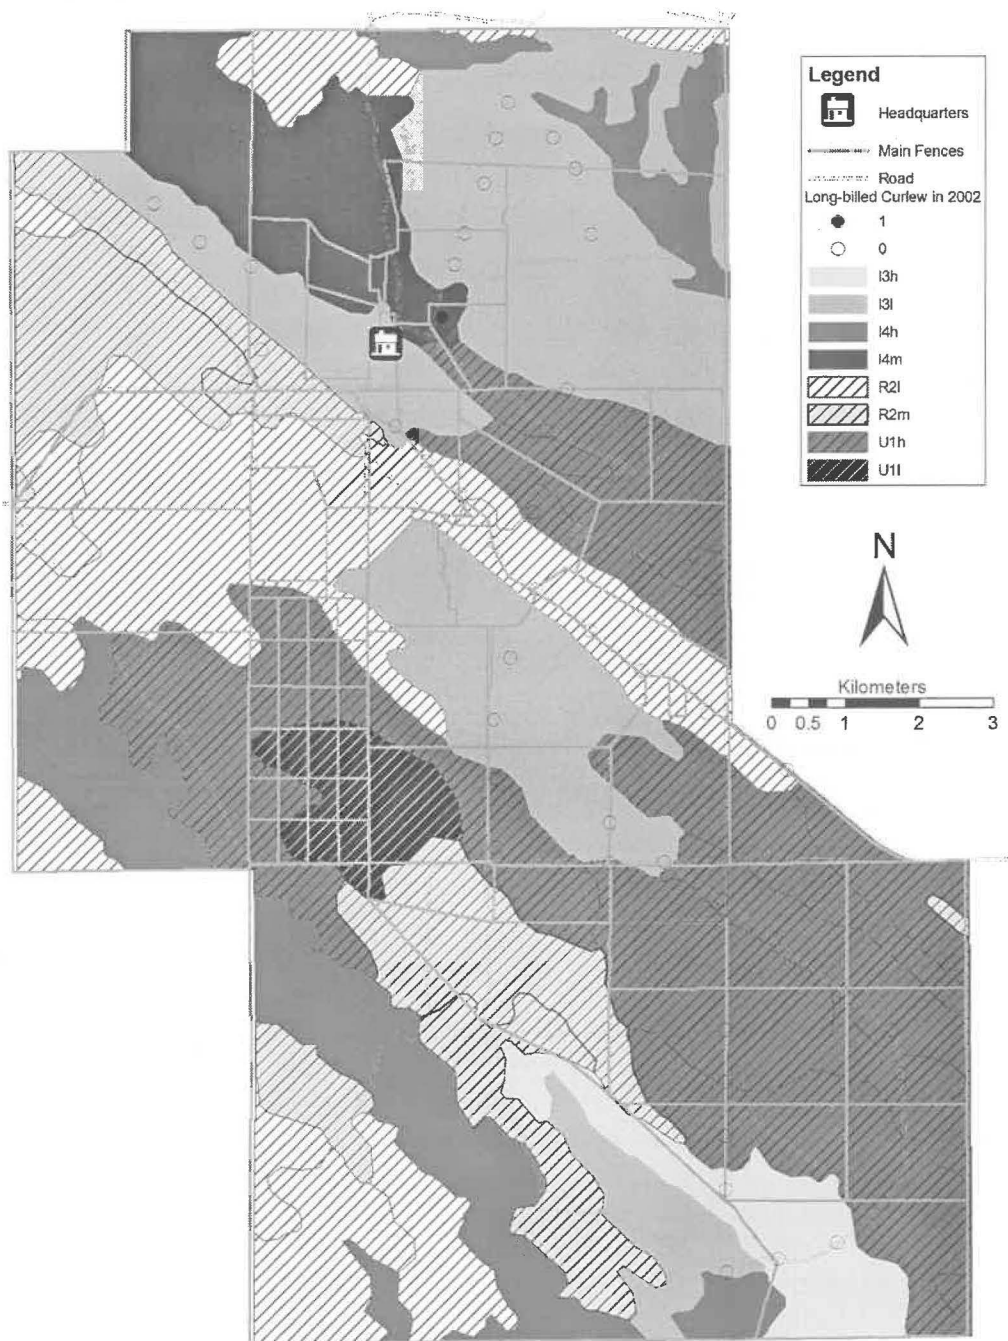 Legend
Headquarters
Main Fences
Road
Long-billed Curlew in 2002
1
0
I3h
I3l
I4h
I4m
R2l
R2m
U1h
U1l
N
Kilometers
0 0.5 1 2 3